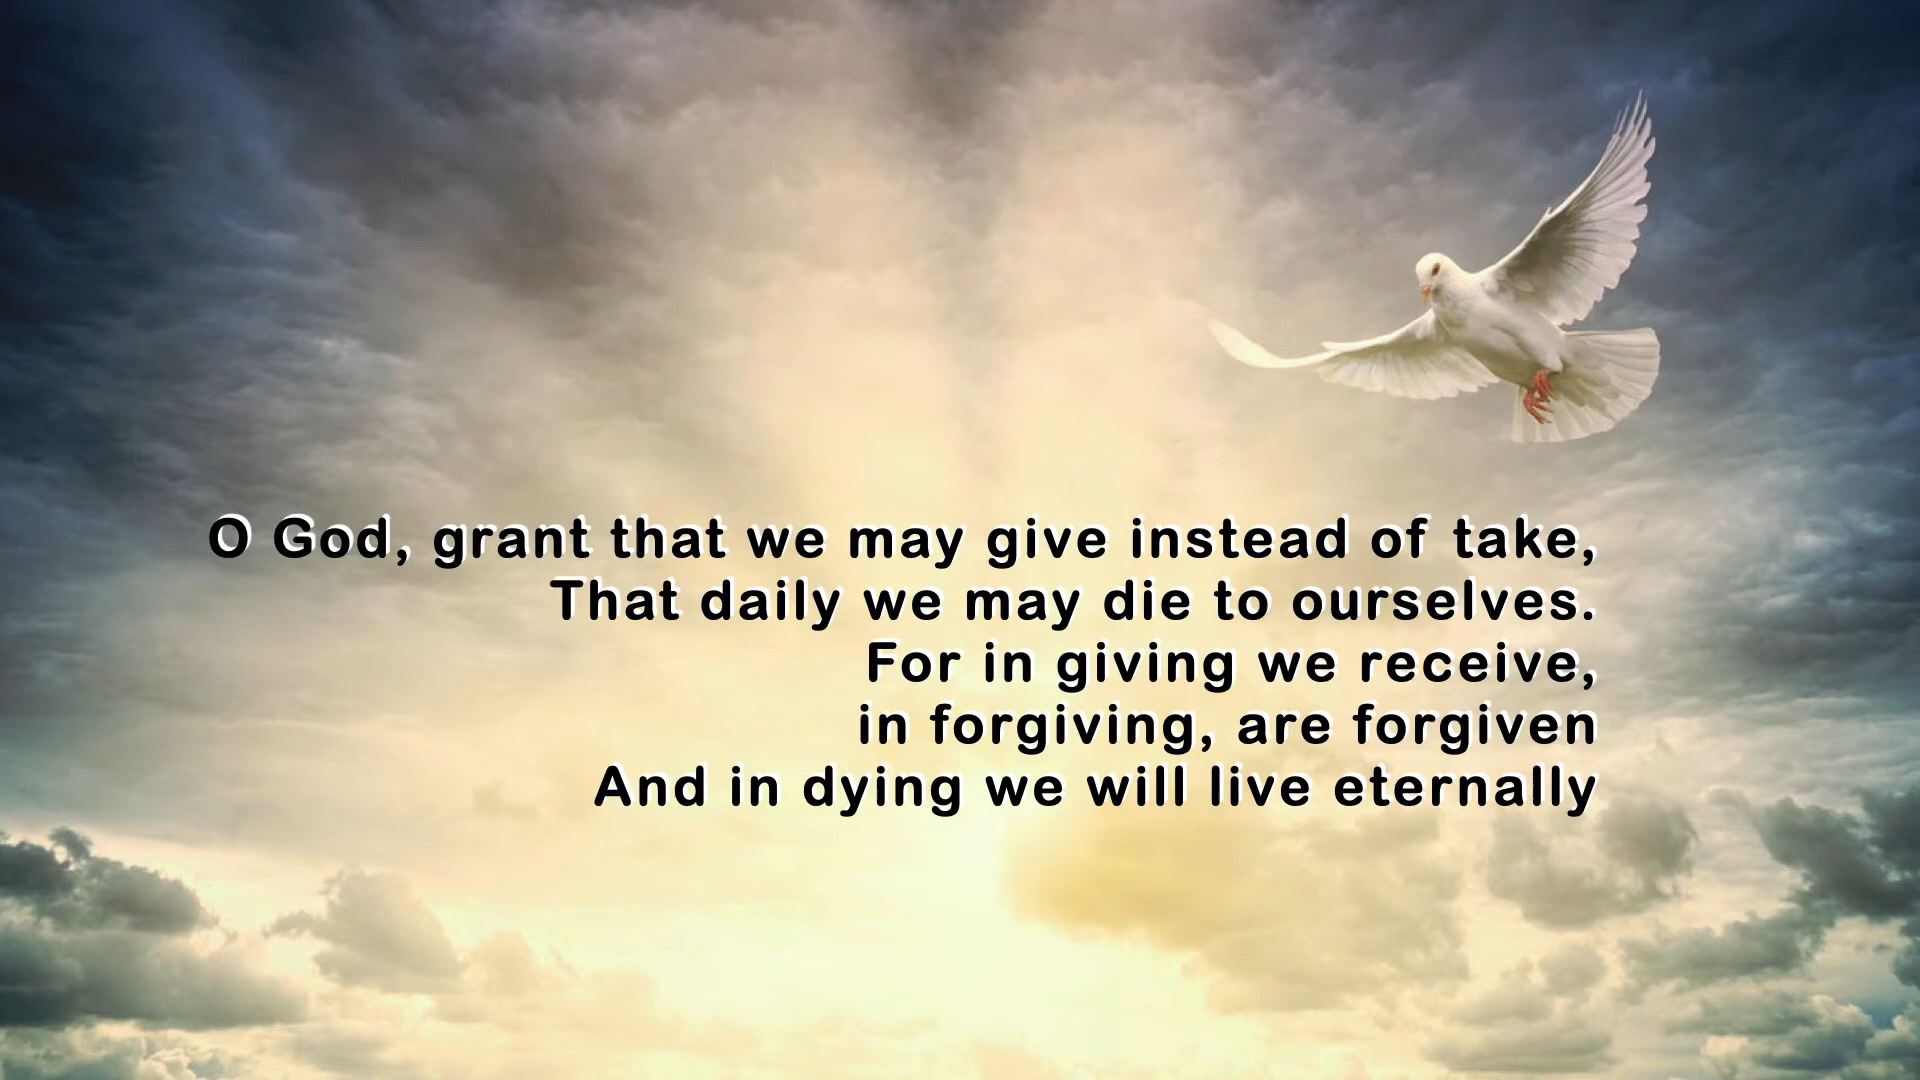 O God, grant that we may give instead of take,
That daily we may die to ourselves.
For in giving we receive,
in forgiving, are forgiven
And in dying we will live eternally